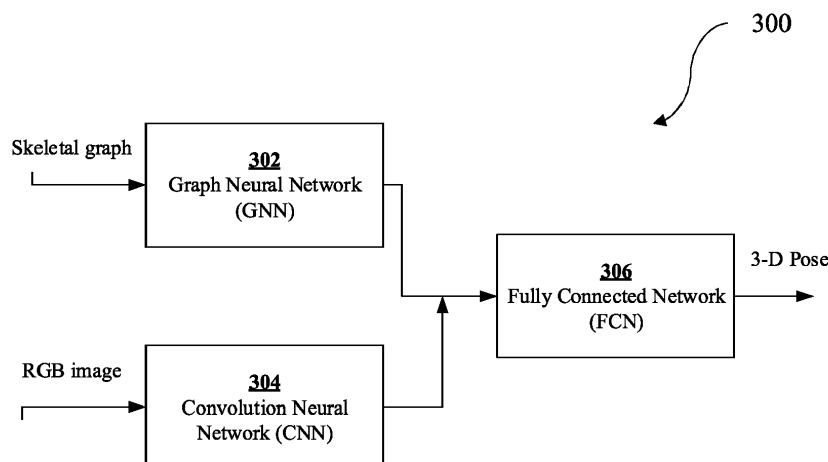 300
Skeletal graph
302
Graph Neural Network
(GNN)
306
Fully Connected Network
(FCN)
3-D Pose
RGB image
304
Convolution Neural
Network (CNN)